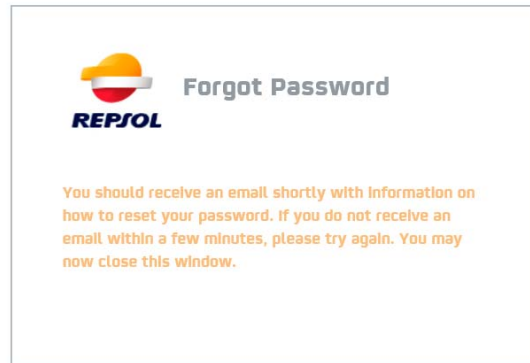 Forgot Password
REPSOL
You should receive an email shortly with information on
how to reset your password. If you do not receive an
email within a few minutes, please try again. You may
now close this window.